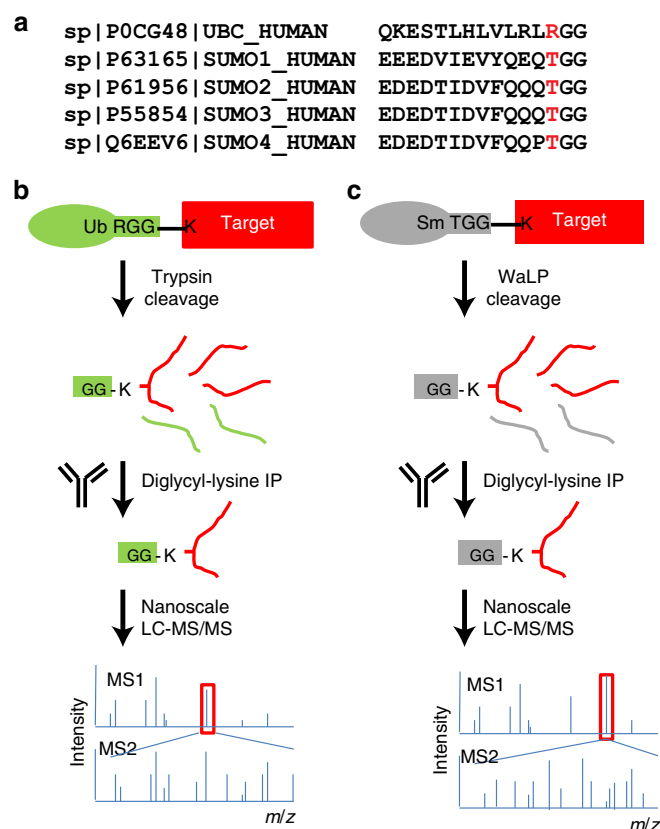 a
sp|P0CG48|UBC_HUMAN QKESTLHLVLRLRGG
sp|P63165|SUMO1_HUMAN EEEDVIEVYQEQTGG
sp|P61956|SUMO2_HUMAN EDEDTIDVFQQQTGG
sp|P55854|SUMO3_HUMAN EDEDTIDVFQQQTGG
sp|Q6EEV6|SUMO4_HUMAN EDEDTIDVFQQPTGG
b
Ub RGG K Target
Trypsin
cleavage
GG -K
Diglycyl-lysine IP
GG -K
Nanoscale
LC-MS/MS
MS1
MS2
Intensity
m/z
c
Sm TGG K Target
WaLP
cleavage
GG -K
Diglycyl-lysine IP
GG -K
Nanoscale
LC-MS/MS
MS1
MS2
Intensity
m/z